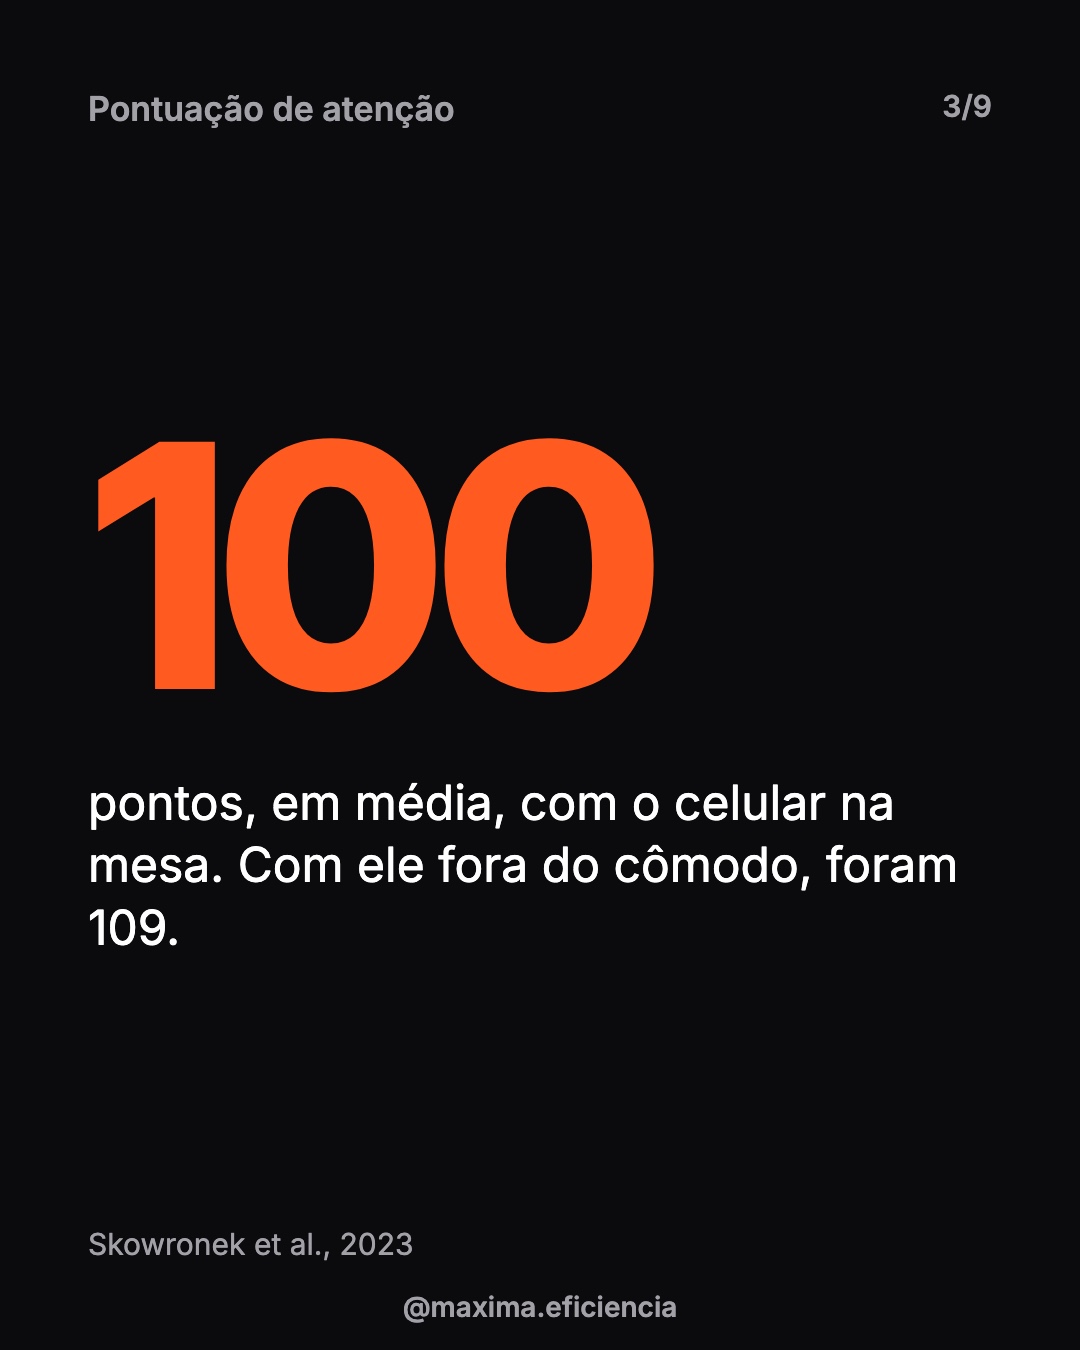 Pontuação de atenção
3/9
100
pontos, em média, com o celular na
mesa. Com ele fora do cômodo, foram
109.
Skowronek et al., 2023
@maxima.eficiencia